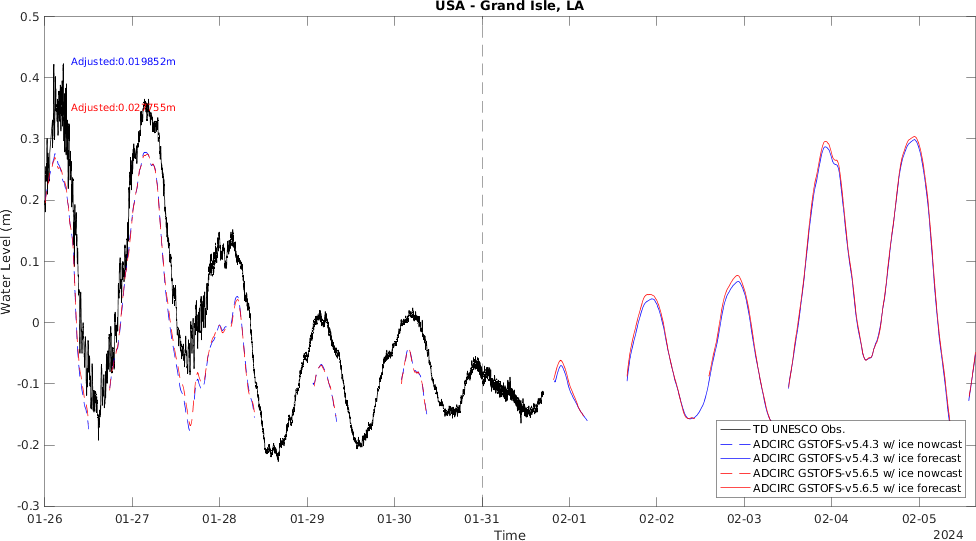 USA - Grand Isle, LA
Adjusted:0.019852m
Adjusted:0.027755m
0.5
0.4
0.3
0.2
0.1
0
-0.1
-0.2
-0.3
Water Level (m)
01-26 01-27 01-28 01-29 01-30 01-31 02-01 02-02 02-03 02-04 02-05
Time
2024
TD UNESCO Obs.
ADCIRC GSTOFS-v5.4.3 w/ ice nowcast
ADCIRC GSTOFS-v5.4.3 w/ ice forecast
ADCIRC GSTOFS-v5.6.5 w/ ice nowcast
ADCIRC GSTOFS-v5.6.5 w/ ice forecast